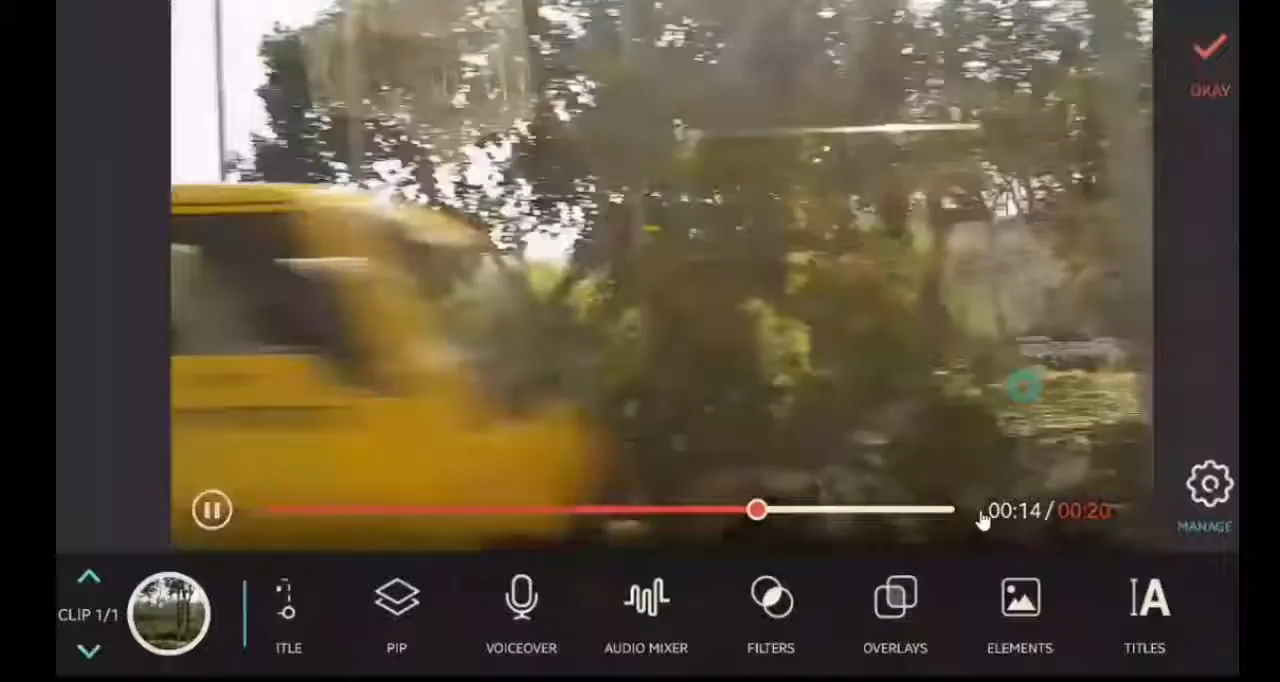 OKAY
00:14/00:20
MANAGE
CLIP 1/1
ITLE
PIP
VOICEOVER
AUDIO MIXER
FILTERS
OVERLAYS
ELEMENTS
A
TITLES